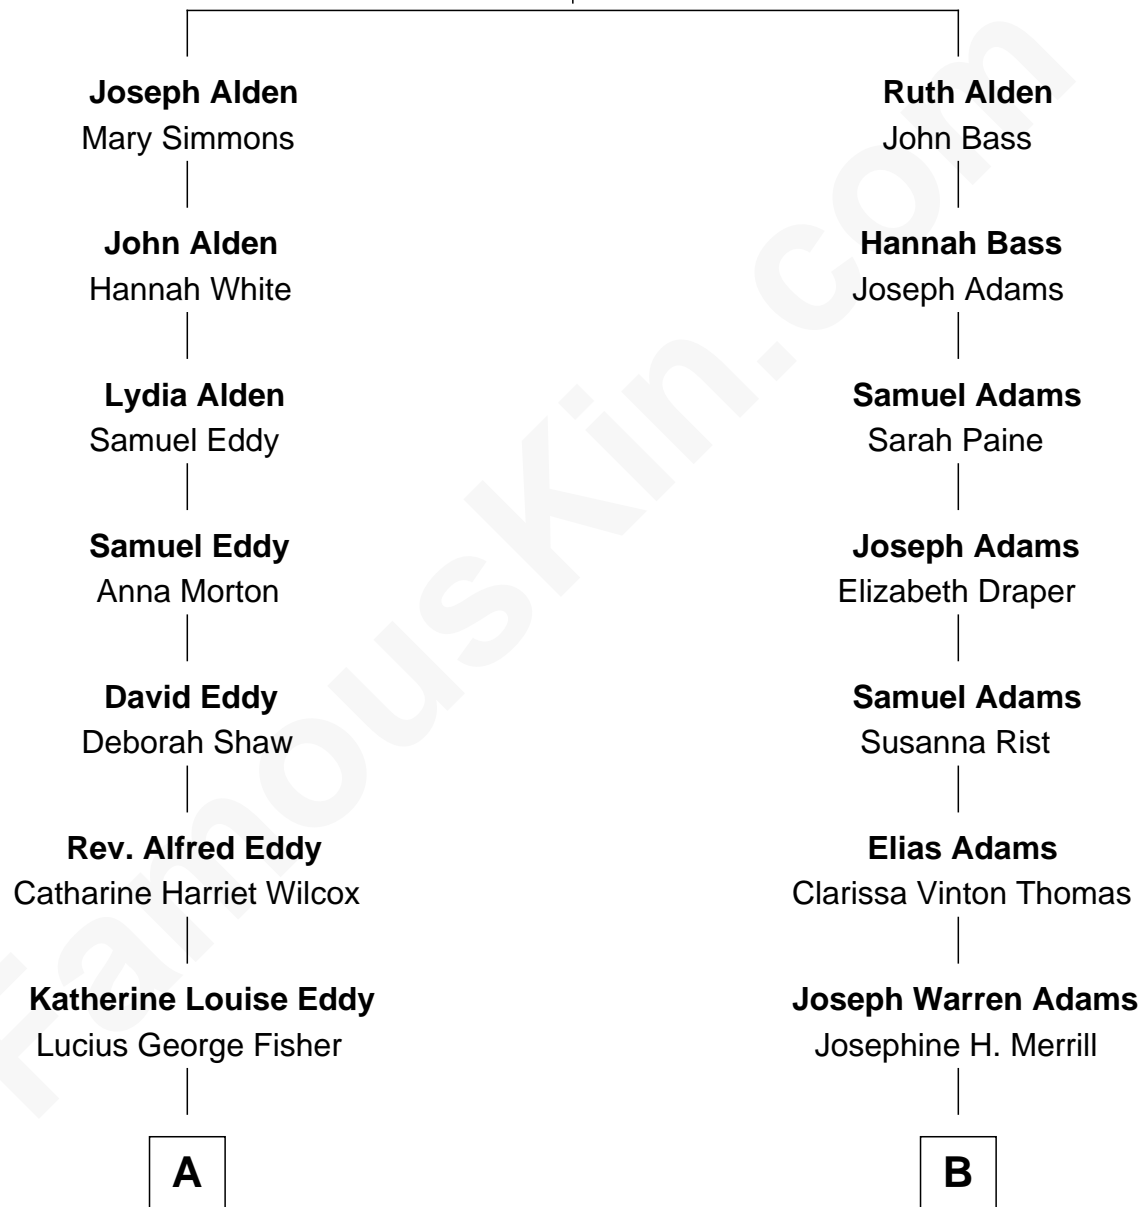 Joseph Alden
Mary Simmons
John Alden
Hannah White
Lydia Alden
Samuel Eddy
Samuel Eddy
Anna Morton
David Eddy
Deborah Shaw
Rev. Alfred Eddy
Catharine Harriet Wilcox
Katherine Louise Eddy
Lucius George Fisher
A
Ruth Alden
John Bass
Hannah Bass
Joseph Adams
Samuel Adams
Sarah Paine
Joseph Adams
Elizabeth Draper
Samuel Adams
Susanna Rist
Elias Adams
Clarissa Vinton Thomas
Joseph Warren Adams
Josephine H. Merrill
B
FamousKin.com